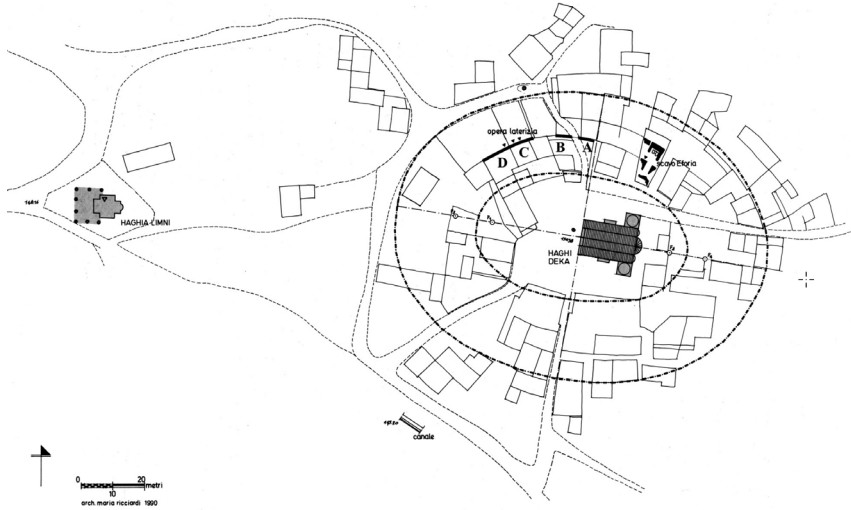 opera laterizia
A
B
C
D
scavo Eforia
HAGHIA LIMNI
HAGHI
DEKA
canale
0
20
metri
10
arch. maria ricciardi 1990